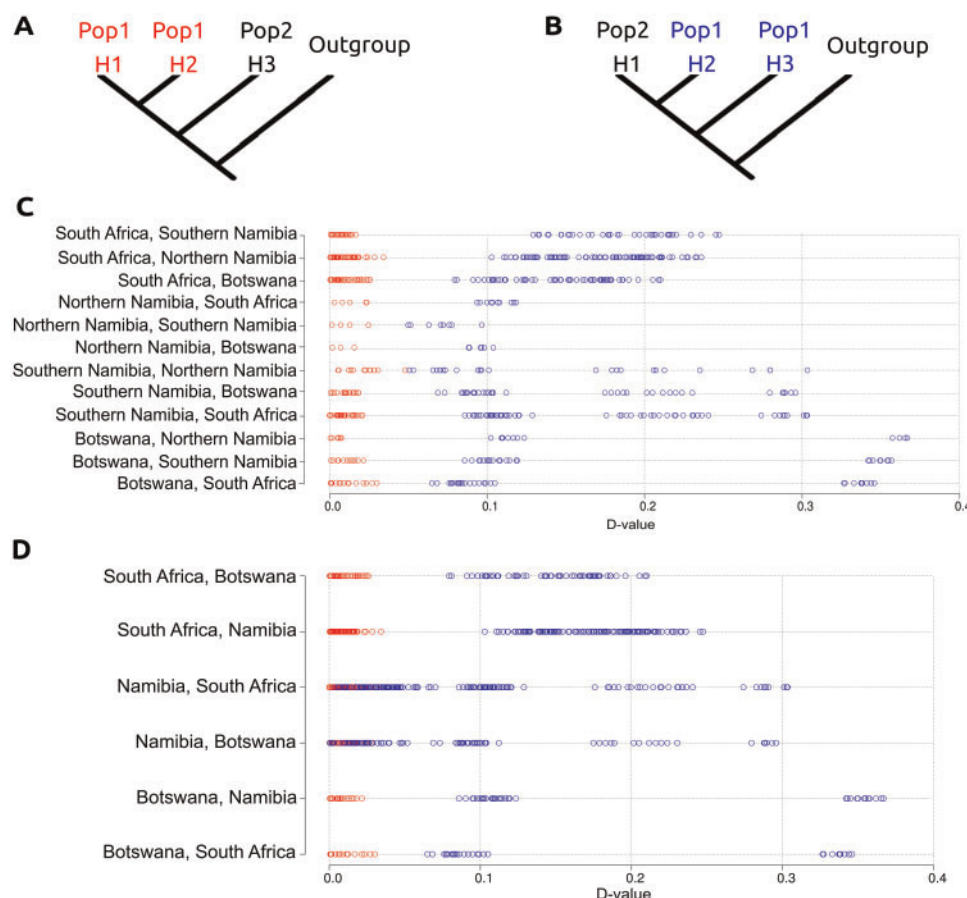 A
Pop1 Pop1 Pop2 Outgroup
H1 H2 H3
B
Pop2 Pop1 Pop1 Outgroup
H1 H2 H3
C
South Africa, Southern Namibia
South Africa, Northern Namibia
South Africa, Botswana
Northern Namibia, South Africa
Northern Namibia, Southern Namibia
Northern Namibia, Botswana
Southern Namibia, Northern Namibia
Southern Namibia, Botswana
Southern Namibia, South Africa
Botswana, Northern Namibia
Botswana, Southern Namibia
Botswana, South Africa
0.0 0.1 0.2 0.3 0.4
D-value
D
South Africa, Botswana
South Africa, Namibia
Namibia, South Africa
Namibia, Botswana
Botswana, Namibia
Botswana, South Africa
0.0 0.1 0.2 0.3 0.4
D-value